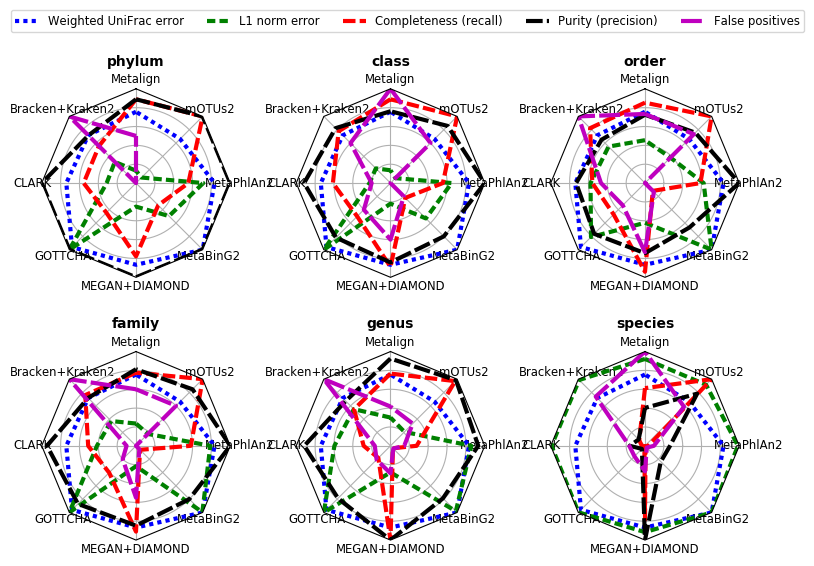 Weighted UniFrac error L1 norm error Completeness (recall) Purity (precision) False positives
phylum class order
Metalign Metalign Metalign
Bracken+Kraken2 mOTUs2 Bracken+Kraken2 mOTUs2 Bracken+Kraken2 mOTUs2
CLARK MetaPhlAn2 CLARK MetaPhlAn2 CLARK MetaPhlAn2
GOTTCHA MetaBinG2 GOTTCHA MetaBinG2 GOTTCHA MetaBinG2
MEGAN+DIAMOND MEGAN+DIAMOND MEGAN+DIAMOND
family genus species
Metalign Metalign Metalign
Bracken+Kraken2 mOTUs2 Bracken+Kraken2 mOTUs2 Bracken+Kraken2 mOTUs2
CLARK MetaPhlAn2 CLARK MetaPhlAn2 CLARK MetaPhlAn2
GOTTCHA MetaBinG2 GOTTCHA MetaBinG2 GOTTCHA MetaBinG2
MEGAN+DIAMOND MEGAN+DIAMOND MEGAN+DIAMOND